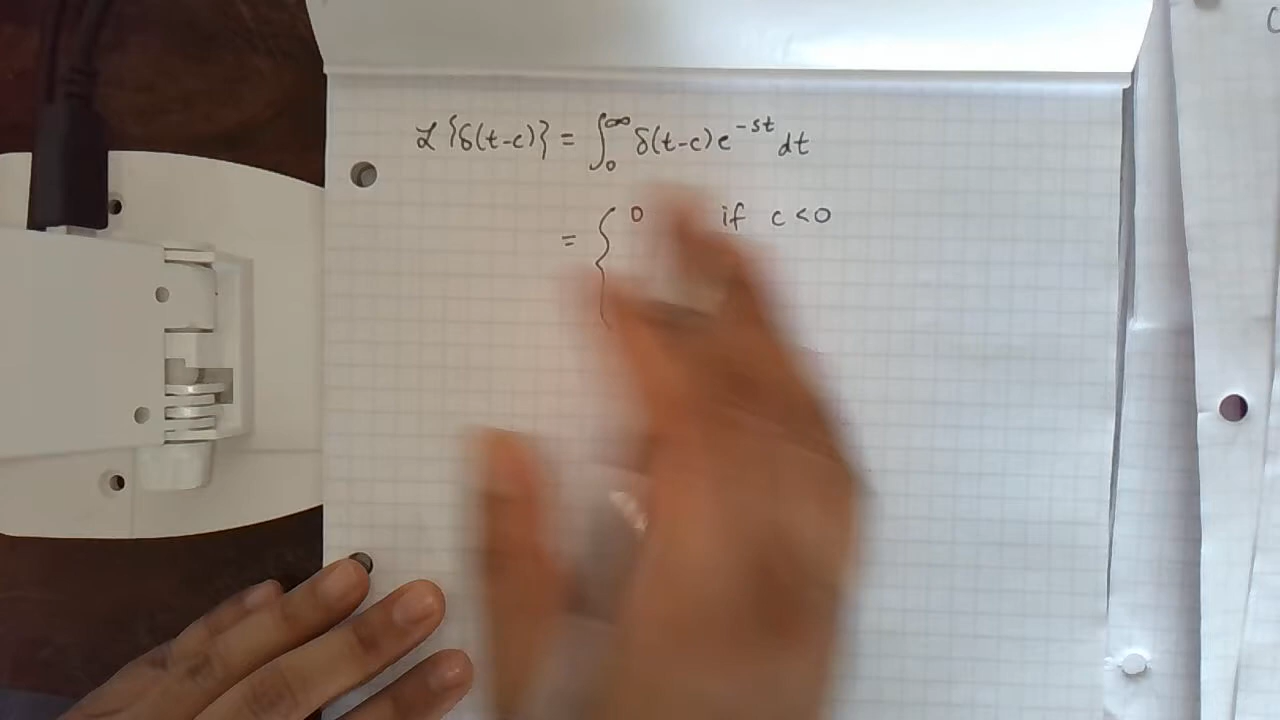 ℒ{δ(t-c)} = ∫₀^∞ δ(t-c)e^{-st} dt
= { 0 if c < 0